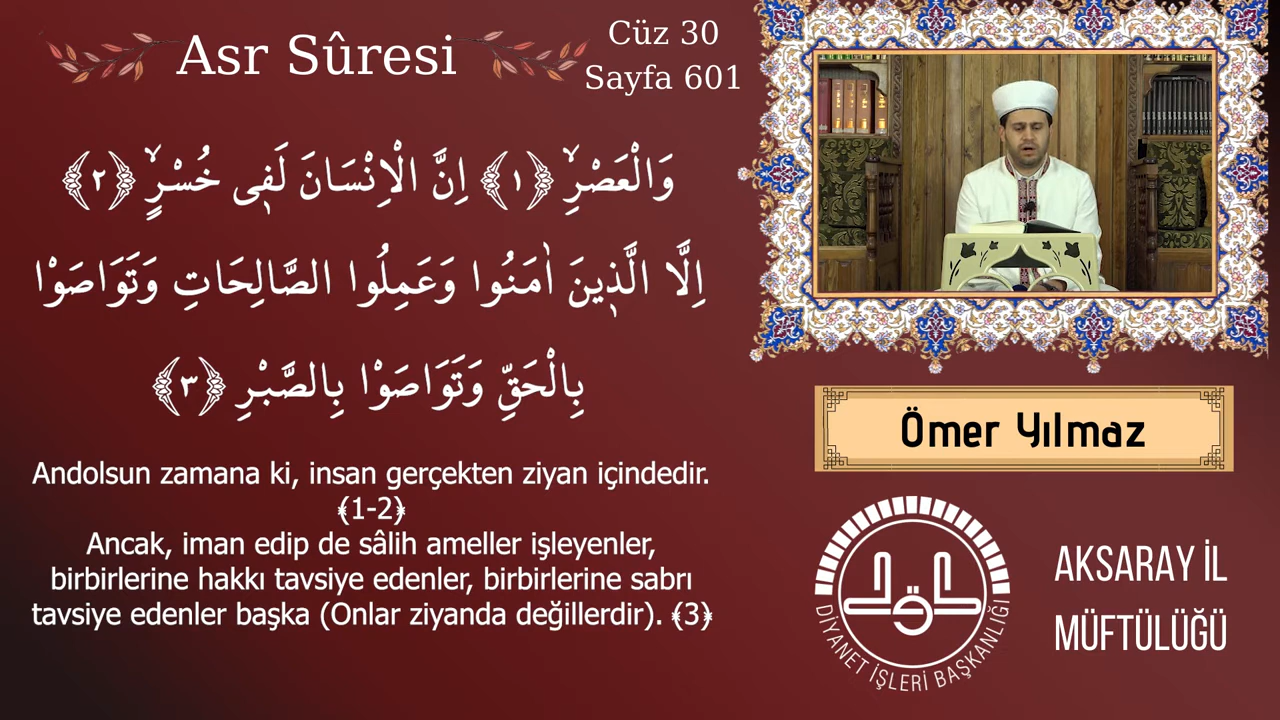 Asr Sûresi
Cüz 30
Sayfa 601
وَالْعَصْرِۙ ﴿١﴾ اِنَّ الْاِنْسَانَ لَف۪ى خُسْرٍۙ ﴿٢﴾
اِلَّا الَّذ۪ينَ اٰمَنُوا وَعَمِلُوا الصَّالِحَاتِ وَتَوَاصَوْا
بِالْحَقِّ وَتَوَاصَوْا بِالصَّبْرِ ﴿٣﴾
Andolsun zamana ki, insan gerçekten ziyan içindedir.
﴾1-2﴿
Ancak, iman edip de sâlih ameller işleyenler,
birbirlerine hakkı tavsiye edenler, birbirlerine sabrı
tavsiye edenler başka (Onlar ziyanda değillerdir). ﴾3﴿
Ömer Yılmaz
DİYANET İŞLERİ BAŞKANLIĞI
AKSARAY İL
MÜFTÜLÜĞÜ